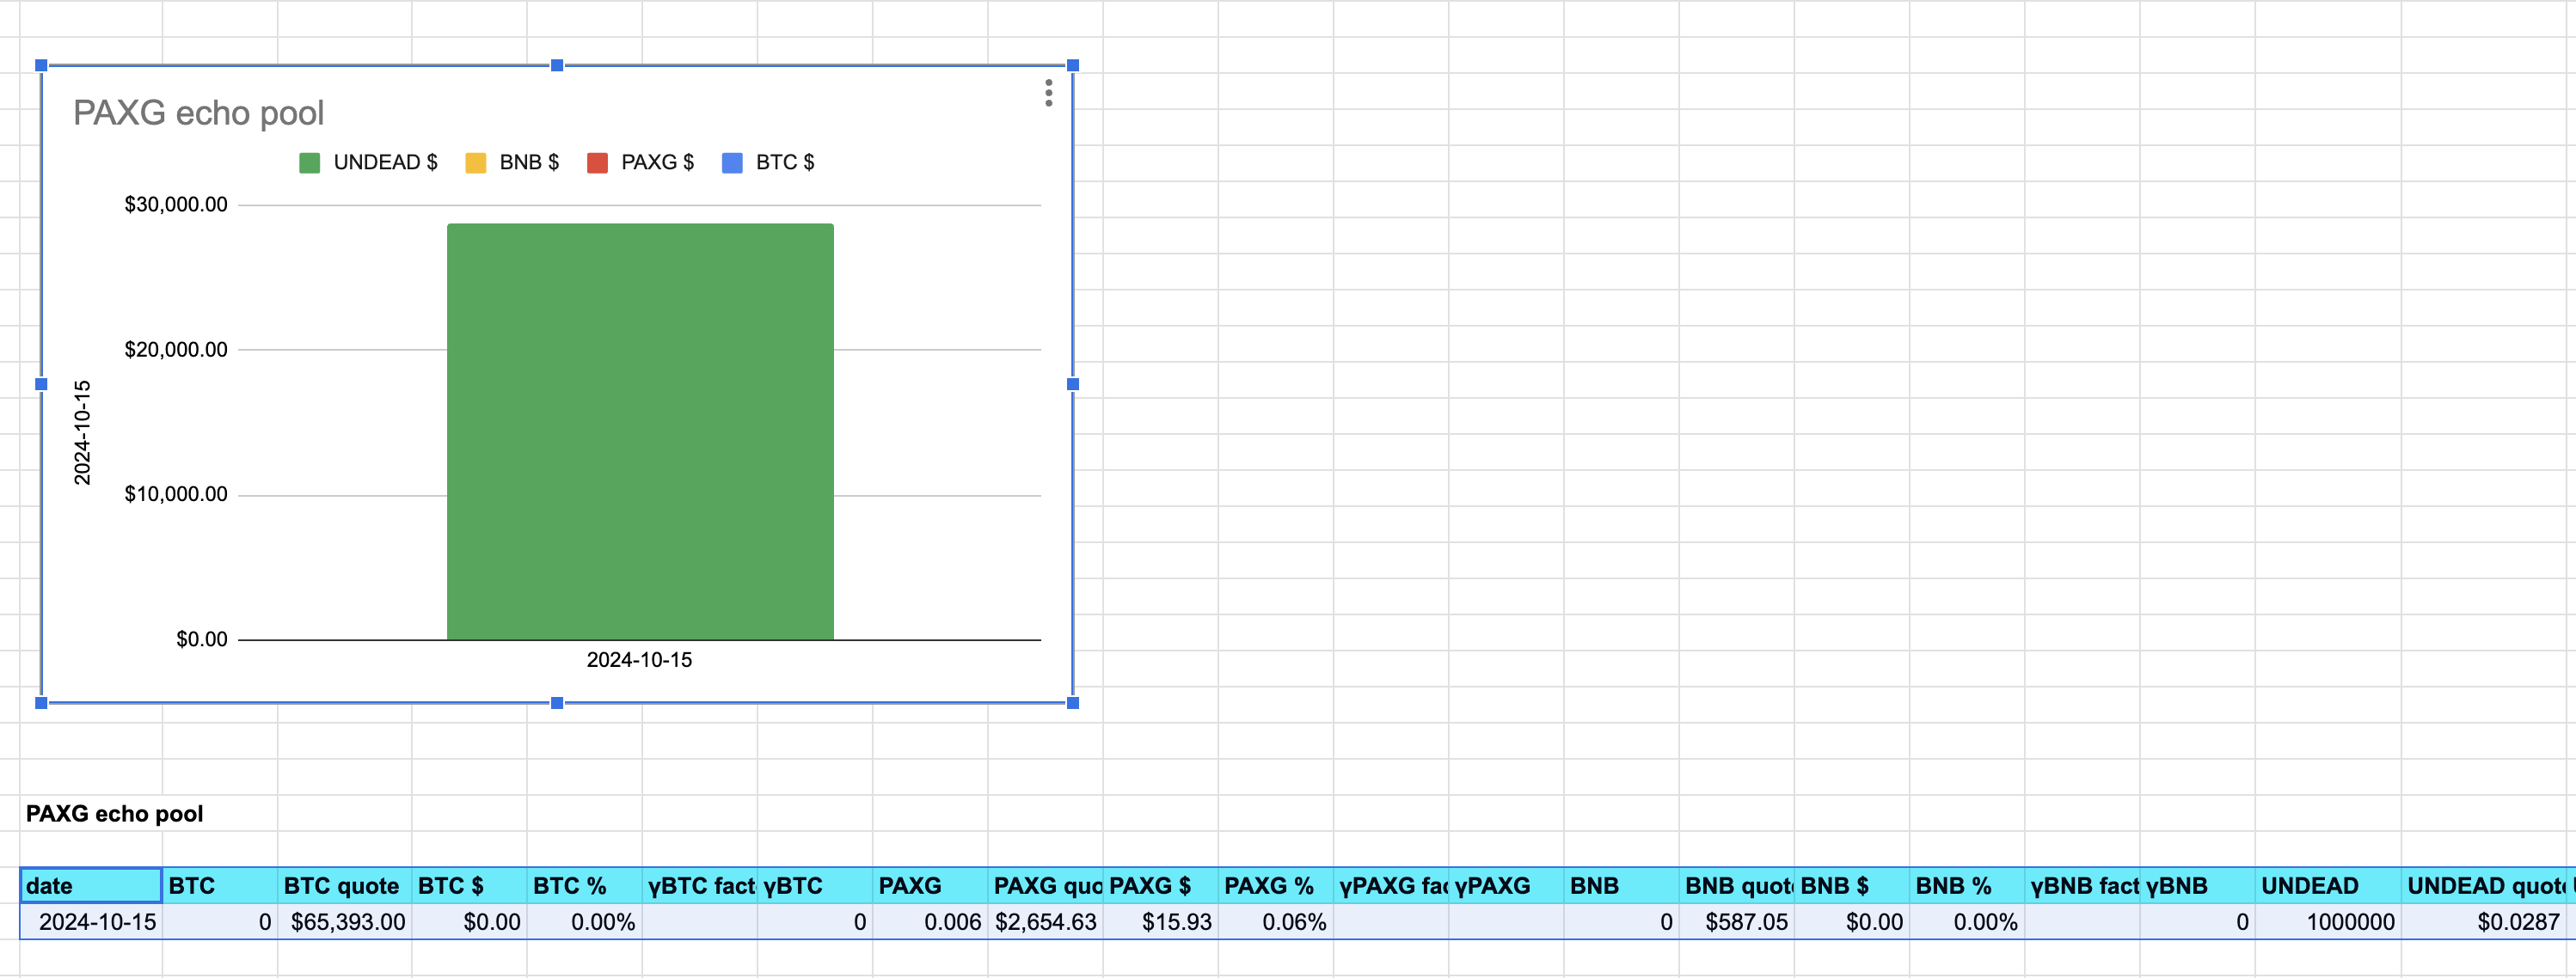 PAXG echo pool
UNDEAD $ BNB $ PAXG $ BTC $
$30,000.00
$20,000.00
$10,000.00
$0.00
2024-10-15
2024-10-15
PAXG echo pool
date BTC BTC quote BTC $ BTC % γBTC fact γBTC PAXG PAXG quo PAXG $ PAXG % γPAXG fac γPAXG BNB BNB quot BNB $ BNB % γBNB fact γBNB UNDEAD UNDEAD quot
2024-10-15 0 $65,393.00 $0.00 0.00% 0 0.006 $2,654.63 $15.93 0.06% 0 $587.05 $0.00 0.00% 0 1000000 $0.0287